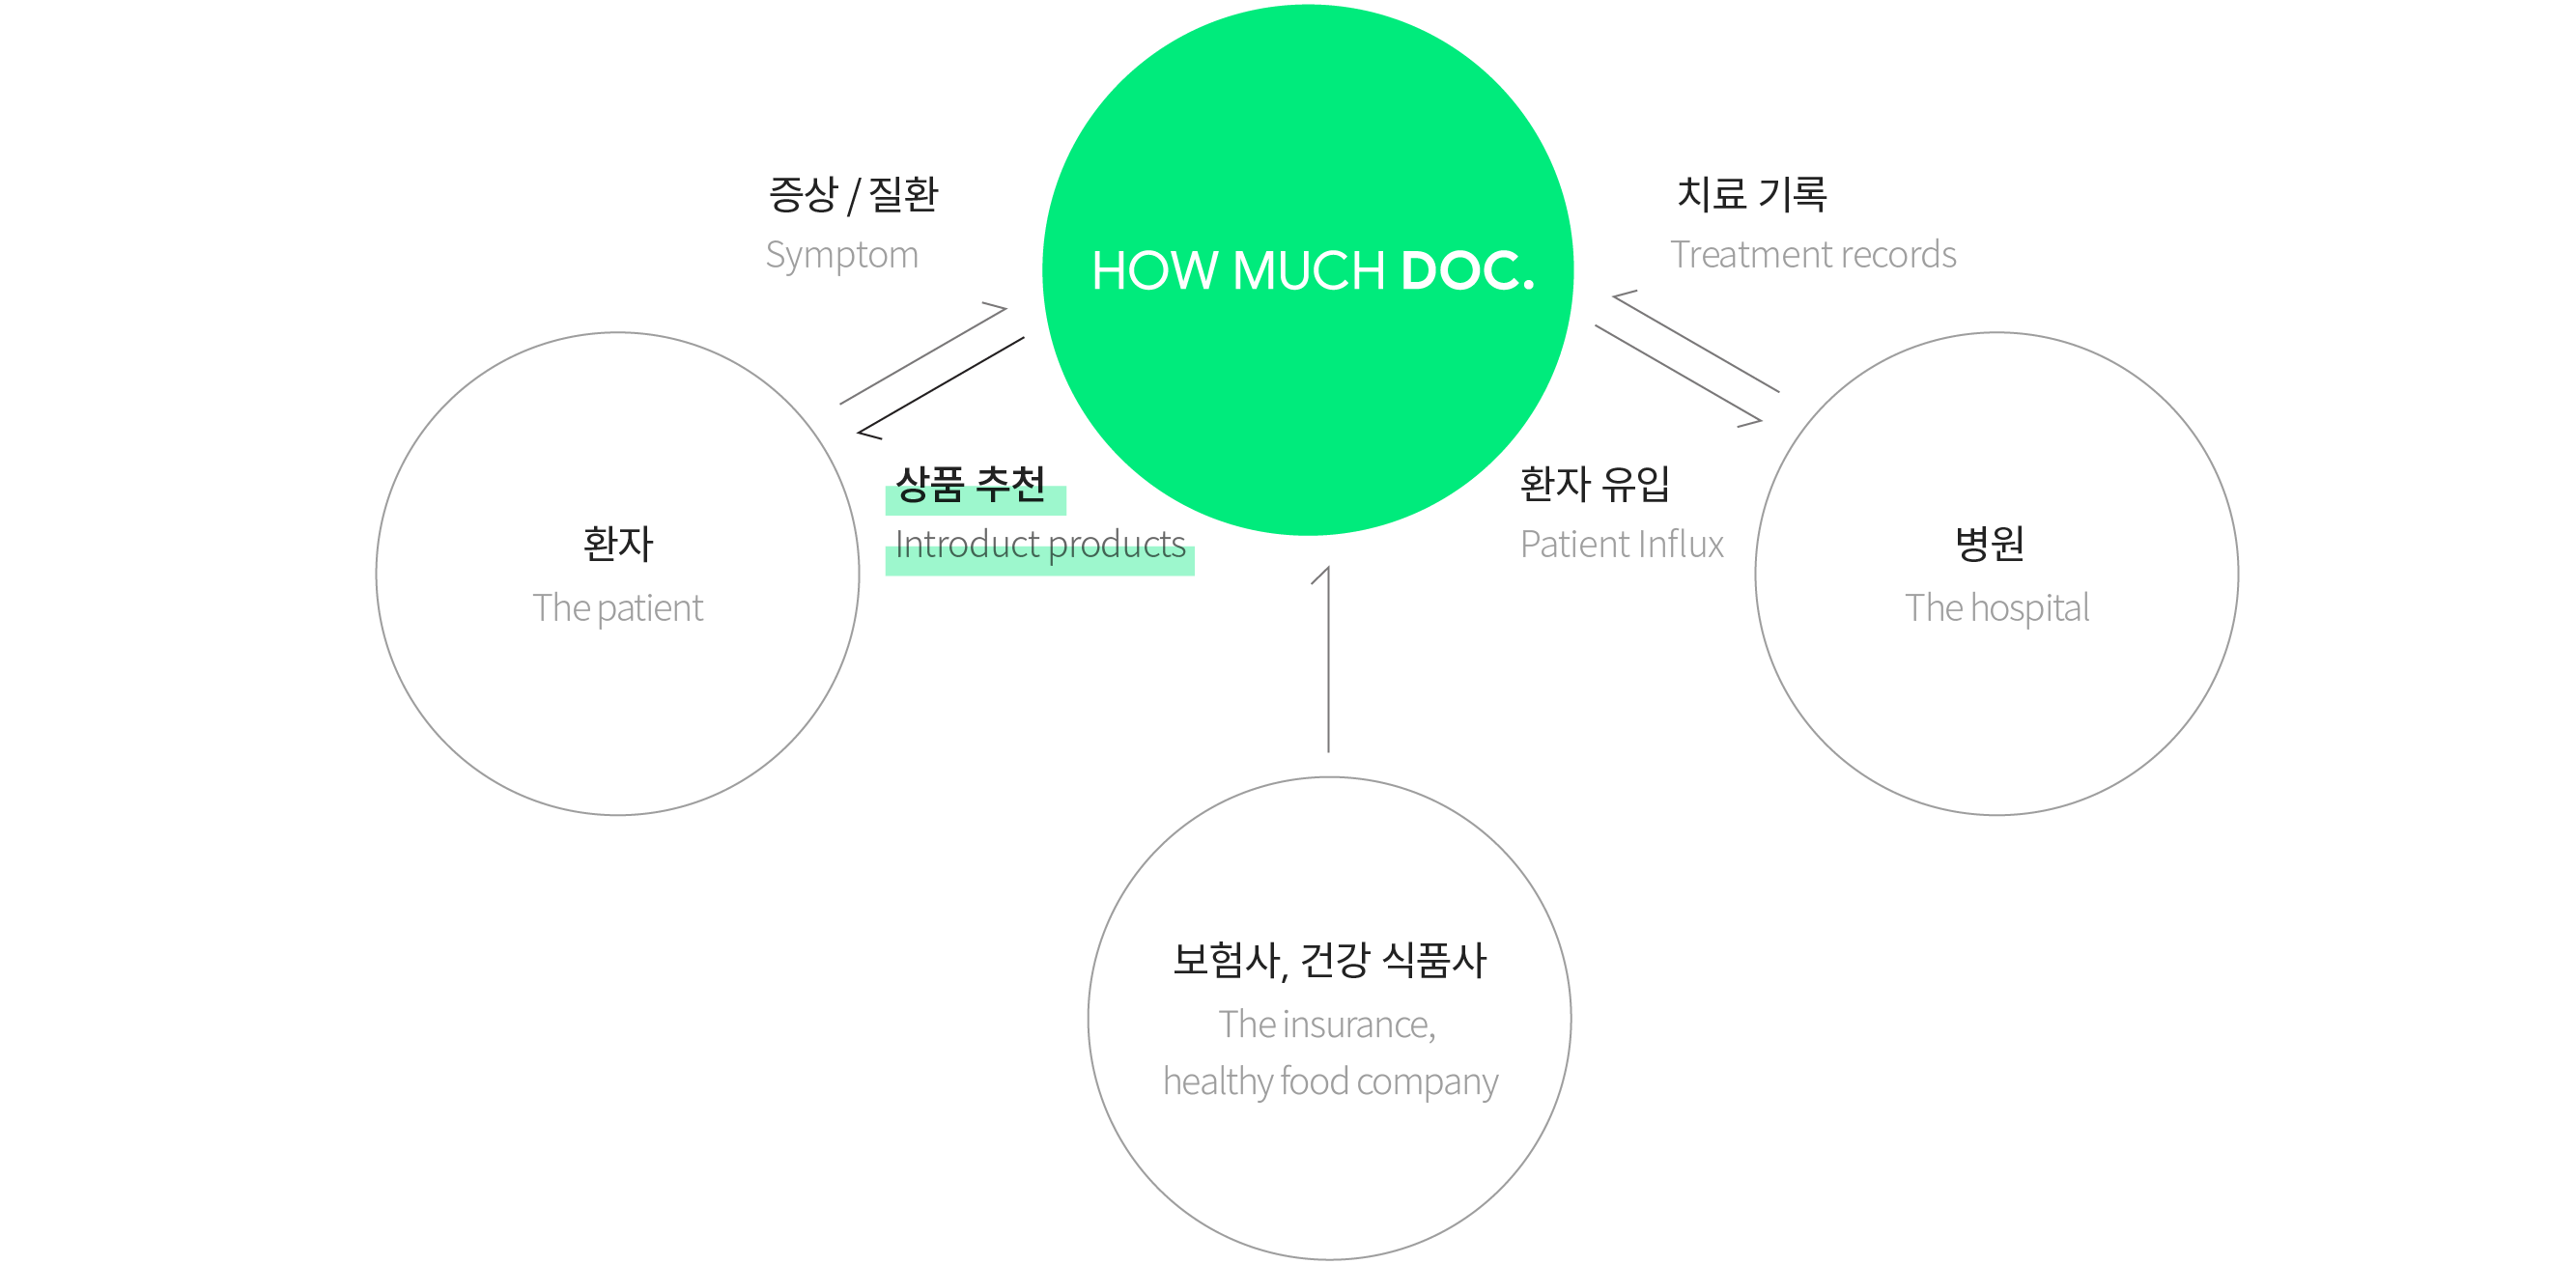 증상 / 질환
Symptom
HOW MUCH DOC.
치료 기록
Treatment records
상품 추천
Introduct products
환자 유입
Patient Influx
환자
The patient
병원
The hospital
보험사, 건강 식품사
The insurance,
healthy food company